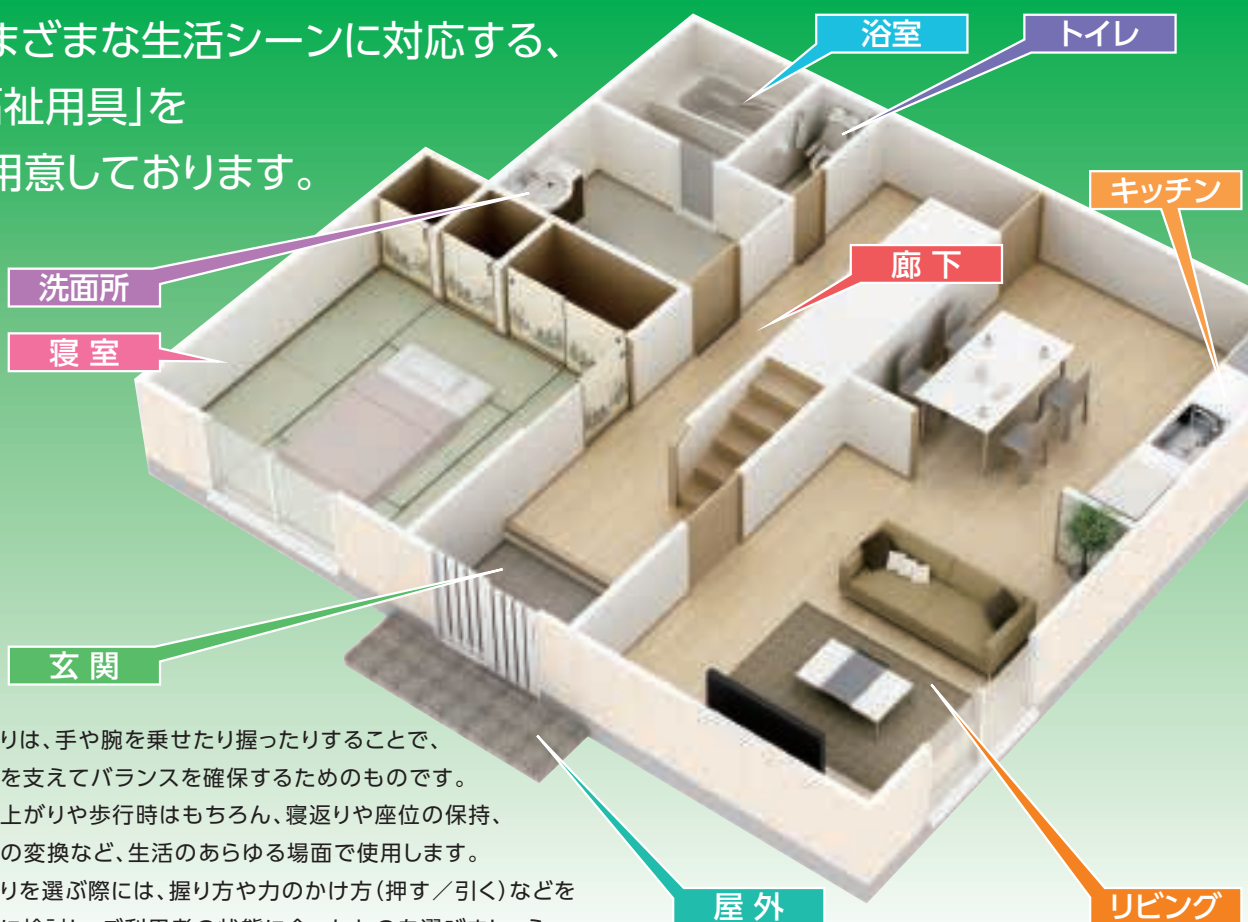 まざまな生活シーンに対応する、
祉用具」を
用意しております。
浴室
トイレ
キッチン
廊 下
洗面所
寝 室
玄 関
りは、手や腕を乗せたり握ったりすることで、
を支えてバランスを確保するためのものです。
上がりや歩行時はもちろん、寝返りや座位の保持、
の変換など、生活のあらゆる場面で使用します。
りを選ぶ際には、握り方や力のかけ方(押す／引く)などを
屋 外
リビング